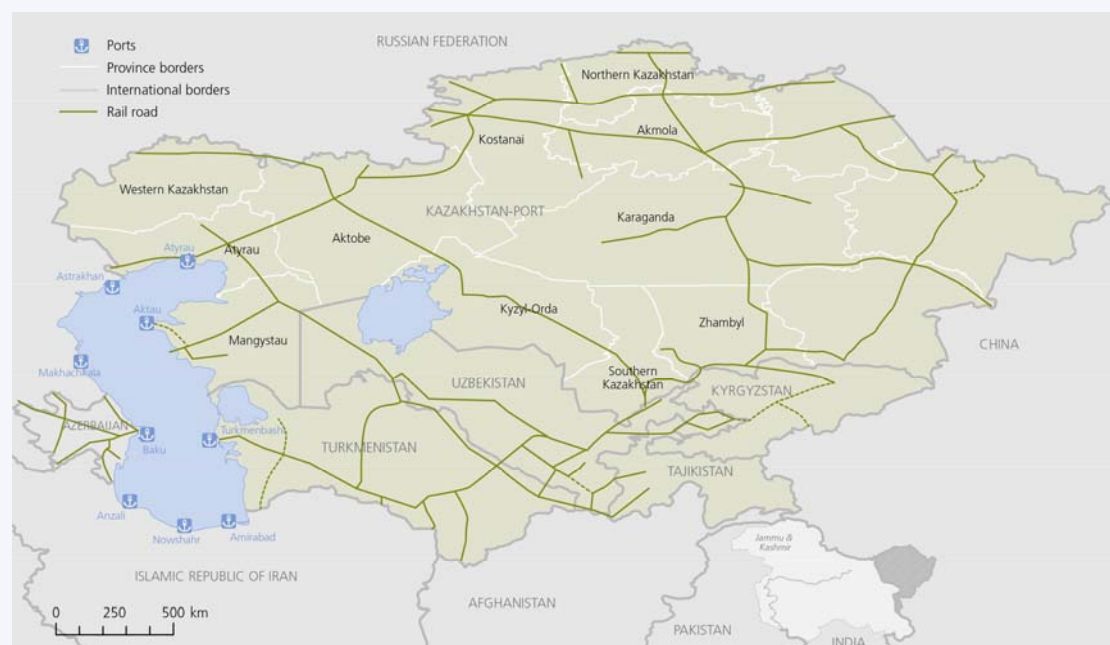 RUSSIAN FEDERATION
Ports
Province borders
International borders
Rail road
Northern Kazakhstan
Akmola
Kostanai
Western Kazakhstan
KAZAKHSTAN-PORT
Karaganda
Aktobe
Atyrau
Atyrau
Astrakhan
Aktau
Kyzyl-Orda
Zhambyl
Mangystau
CHINA
Makhachkala
Southern
Kazakhstan
UZBEKISTAN
KYRGYZSTAN
AZERBAIJAN
Turkmenbashi
Baku
TURKMENISTAN
TAJIKISTAN
Anzali
Nowshahr
Amirabad
Jammu &
Kashmir
ISLAMIC REPUBLIC OF IRAN
AFGHANISTAN
0 250 500 km
PAKISTAN
INDIA